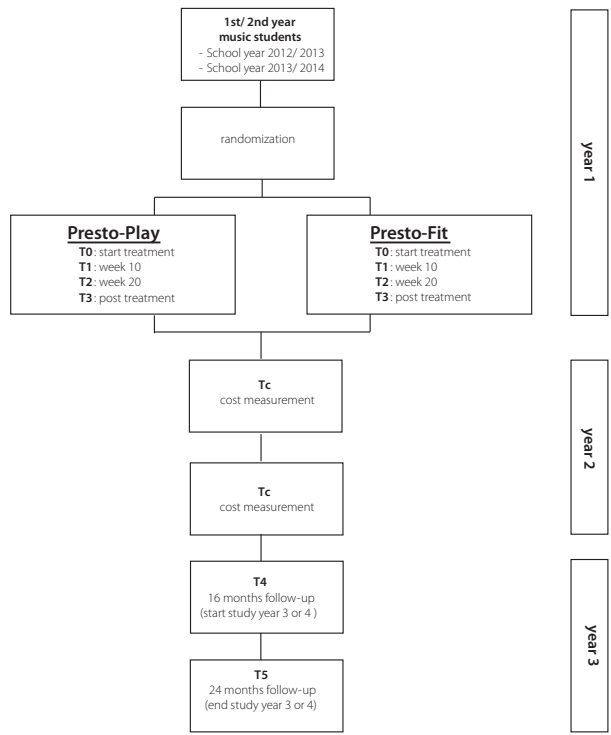 1st/ 2nd year
music students
- School year 2012/ 2013
- School year 2013/ 2014
randomization
year 1
Presto-Play
T0: start treatment
T1: week 10
T2: week 20
T3: post treatment
Presto-Fit
T0: start treatment
T1: week 10
T2: week 20
T3: post treatment
Tc
cost measurement
year 2
Tc
cost measurement
T4
16 months follow-up
(start study year 3 or 4 )
year 3
T5
24 months follow-up
(end study year 3 or 4)